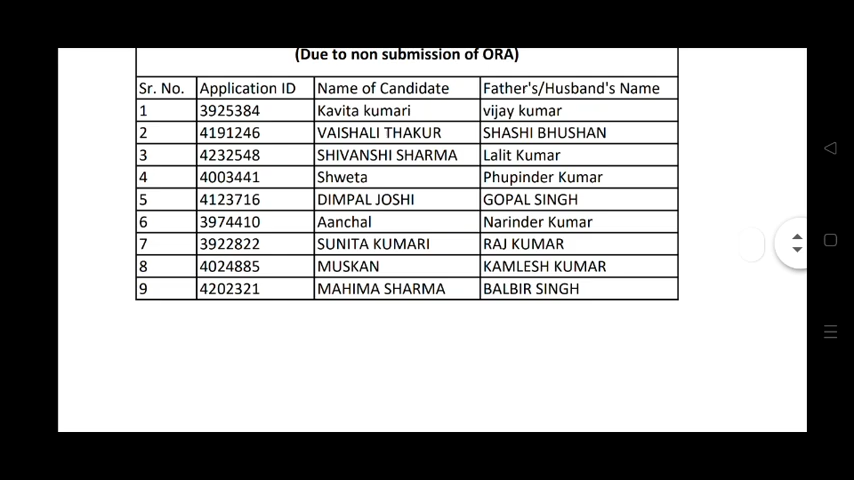 (Due to non submission of ORA)
Sr. No. Application ID Name of Candidate Father's/Husband's Name
1 3925384 Kavita kumari vijay kumar
2 4191246 VAISHALI THAKUR SHASHI BHUSHAN
3 4232548 SHIVANSHI SHARMA Lalit Kumar
4 4003441 Shweta Phupinder Kumar
5 4123716 DIMPAL JOSHI GOPAL SINGH
6 3974410 Aanchal Narinder Kumar
7 3922822 SUNITA KUMARI RAJ KUMAR
8 4024885 MUSKAN KAMLESH KUMAR
9 4202321 MAHIMA SHARMA BALBIR SINGH